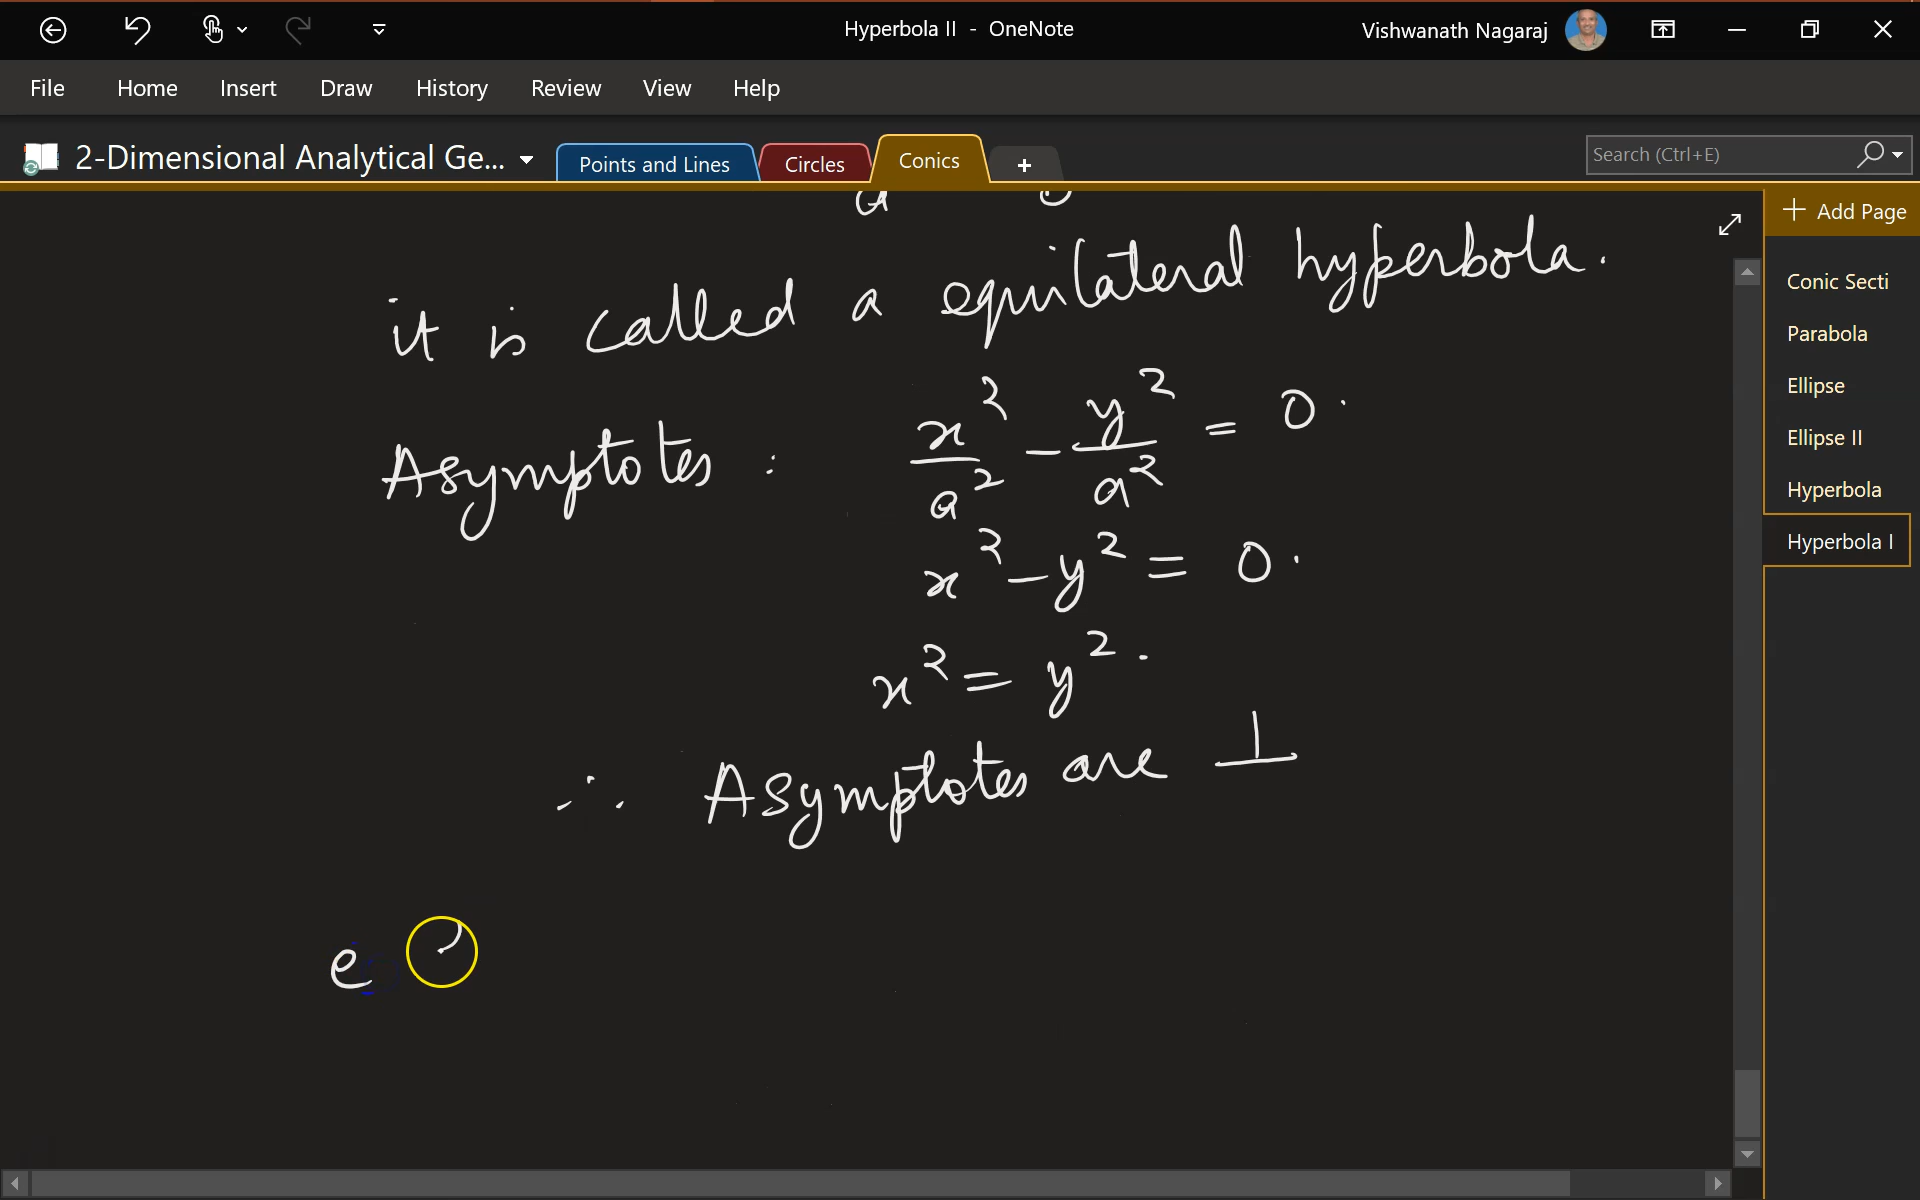 Hyperbola II - OneNote
Vishwanath Nagaraj
File Home Insert Draw History Review View Help
2-Dimensional Analytical Ge...
Points and Lines
Circles
Conics
+
Search (Ctrl+E)
Add Page
Conic Secti
Parabola
Ellipse
Ellipse II
Hyperbola
Hyperbola I
it is called a equilateral hyperbola.
Asymptotes : x²/a² - y²/a² = 0.
x² - y² = 0.
x² = y².
∴ Asymptotes are ⊥
e